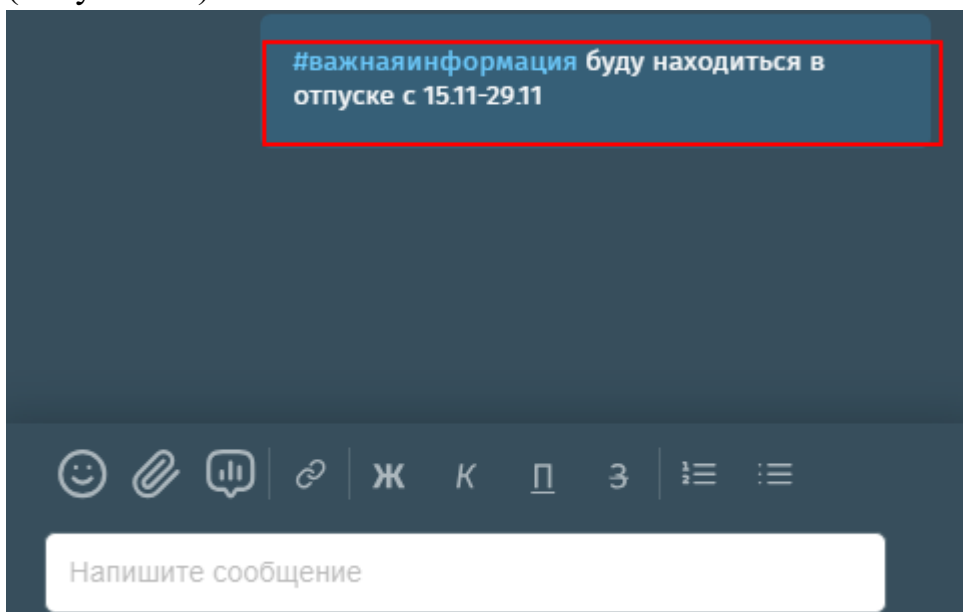 #важнаяинформация буду находиться в
отпуске с 15.11-29.11
Ж К П З
Напишите сообщение